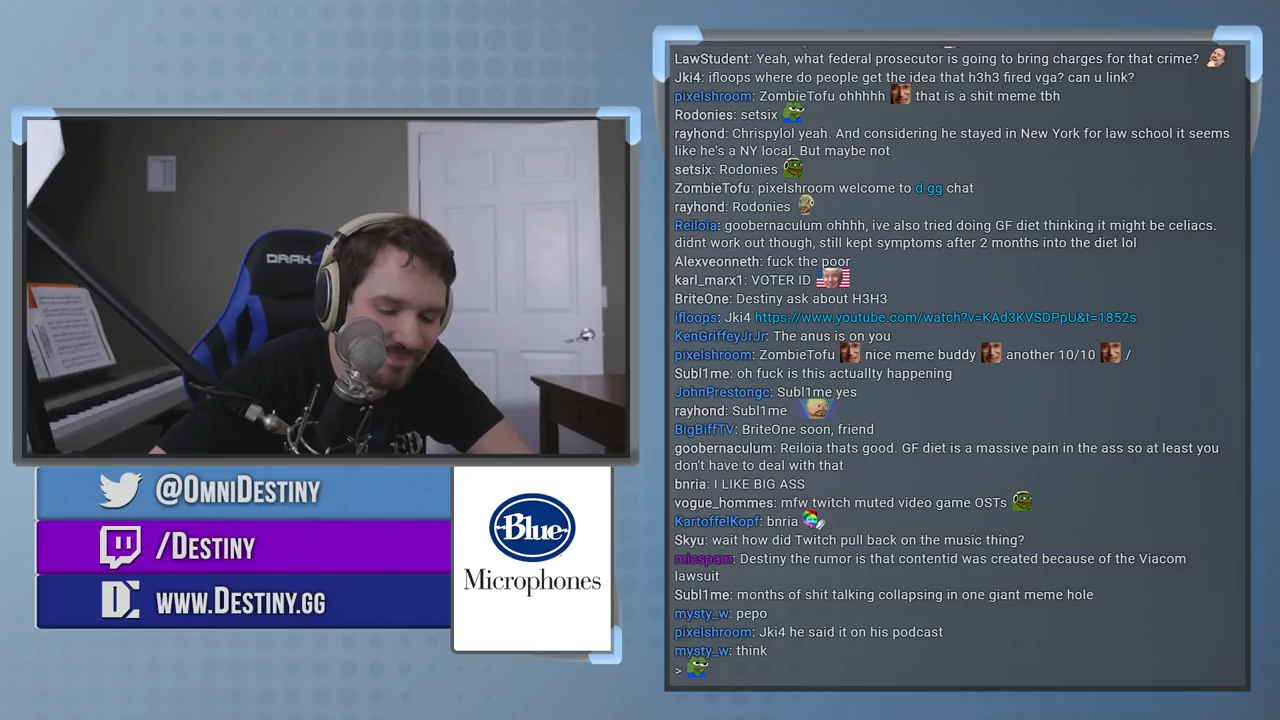 LawStudent: Yeah, what federal prosecutor is going to bring charges for that crime?
Jki4: ifloops where do people get the idea that h3h3 fired vga? can u link?
pixelshroom: ZombieTofu ohhhhh that is a shit meme tbh
Rodonies: setsix
rayhond: Chrispylol yeah. And considering he stayed in New York for law school it seems
like he's a NY local. But maybe not
setsix: Rodonies
ZombieTofu: pixelshroom welcome to d.gg chat
rayhond: Rodonies
Reiloia: goobernaculum ohhhh, ive also tried doing GF diet thinking it might be celiacs.
didnt work out though, still kept symptoms after 2 months into the diet lol
Alexveonneth: fuck the poor
karl_marx1: VOTER ID
BriteOne: Destiny ask about H3H3
ifloops: Jki4 https://www.youtube.com/watch?v=KAd3KVSDPpU&t=1852s
KenGriffeyJrJr: The anus is on you
pixelshroom: ZombieTofu nice meme buddy another 10/10 /
Subl1me: oh fuck is this actuallty happening
JohnPrestongc: Subl1me yes
rayhond: Subl1me
BigBiffTV: BriteOne soon, friend
goobernaculum: Reiloia thats good. GF diet is a massive pain in the ass so at least you
don't have to deal with that
bnria: I LIKE BIG ASS
vogue_hommes: mfw twitch muted video game OSTs
KartoffelKopf: bnria
Skyu: wait how did Twitch pull back on the music thing?
micspam: Destiny the rumor is that contentid was created because of the Viacom
lawsuit
Subl1me: months of shit talking collapsing in one giant meme hole
mysty_w: pepo
pixelshroom: Jki4 he said it on his podcast
mysty_w: think
>
@OmniDestiny
/Destiny
www.Destiny.gg
Blue
Microphones